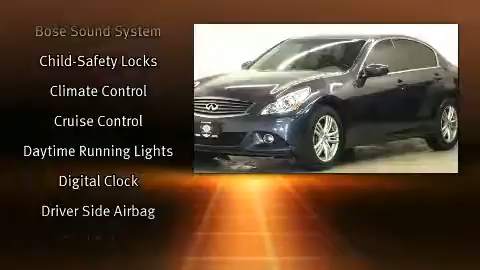 Bose Sound System
Child-Safety Locks
Climate Control
Cruise Control
Daytime Running Lights
Digital Clock
Driver Side Airbag